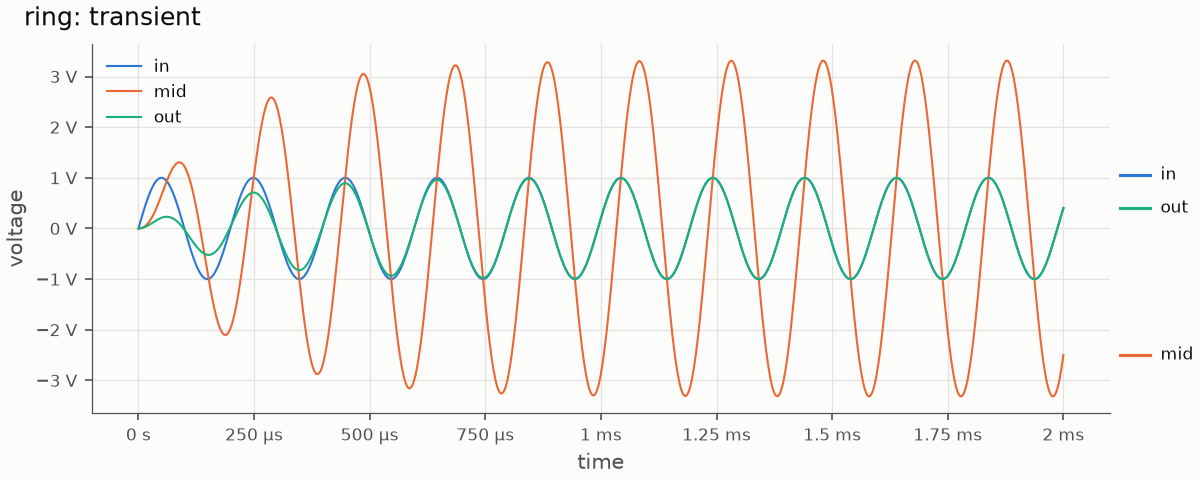 ring: transient
in
mid
out
voltage
3 V
2 V
1 V
0 V
−1 V
−2 V
−3 V
in
out
mid
0 s
250 μs
500 μs
750 μs
1 ms
1.25 ms
1.5 ms
1.75 ms
2 ms
time